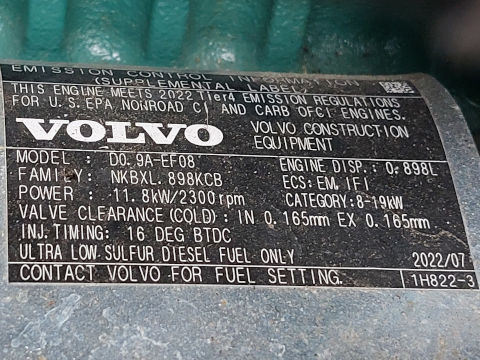 EMISSION CONTROL INFORMATION
(SUPPLEMENTAL LABEL)
THIS ENGINE MEETS 2022 Tier4 EMISSION REGULATIONS
FOR U.S. EPA NONROAD CI AND CARB OFCI ENGINES.
VOLVO VOLVO CONSTRUCTION
EQUIPMENT
MODEL : D0.9A-EF08 ENGINE DISP.: 0.898L
FAMILY: NKBXL.898KCB ECS: EM, IFI
POWER : 11.8kW/2300rpm CATEGORY:8-19kW
VALVE CLEARANCE (COLD) : IN 0.165mm EX 0.165mm
INJ.TIMING: 16 DEG BTDC
ULTRA LOW SULFUR DIESEL FUEL ONLY 2022/07
CONTACT VOLVO FOR FUEL SETTING. 1H822-3